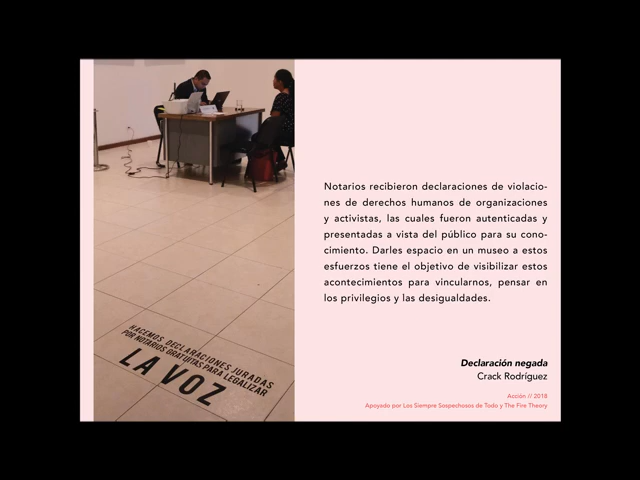 HACEMOS DECLARACIONES JURADAS
POR NOTARIOS GRATUITAS PARA LEGALIZAR
LA VOZ
Notarios recibieron declaraciones de violacio-
nes de derechos humanos de organizaciones
y activistas, las cuales fueron autenticadas y
presentadas a vista del público para su cono-
cimiento. Darles espacio en un museo a estos
esfuerzos tiene el objetivo de visibilizar estos
acontecimientos para vincularnos, pensar en
los privilegios y las desigualdades.
Declaración negada
Crack Rodríguez
Acción // 2018
Apoyado por Los Siempre Sospechosos de Todo y The Fire Theory